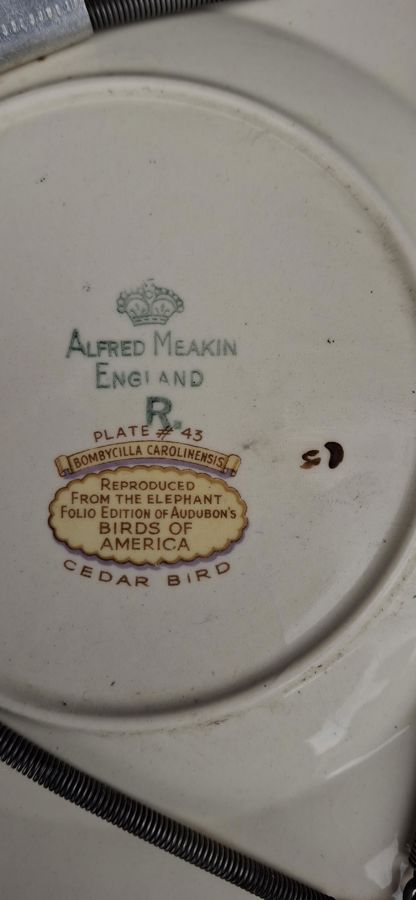 ALFRED MEAKIN
ENGLAND
R.
PLATE # 43
BOMBYCILLA CAROLINENSIS
REPRODUCED
FROM THE ELEPHANT
FOLIO EDITION OF AUDUBON'S
BIRDS OF
AMERICA
CEDAR BIRD